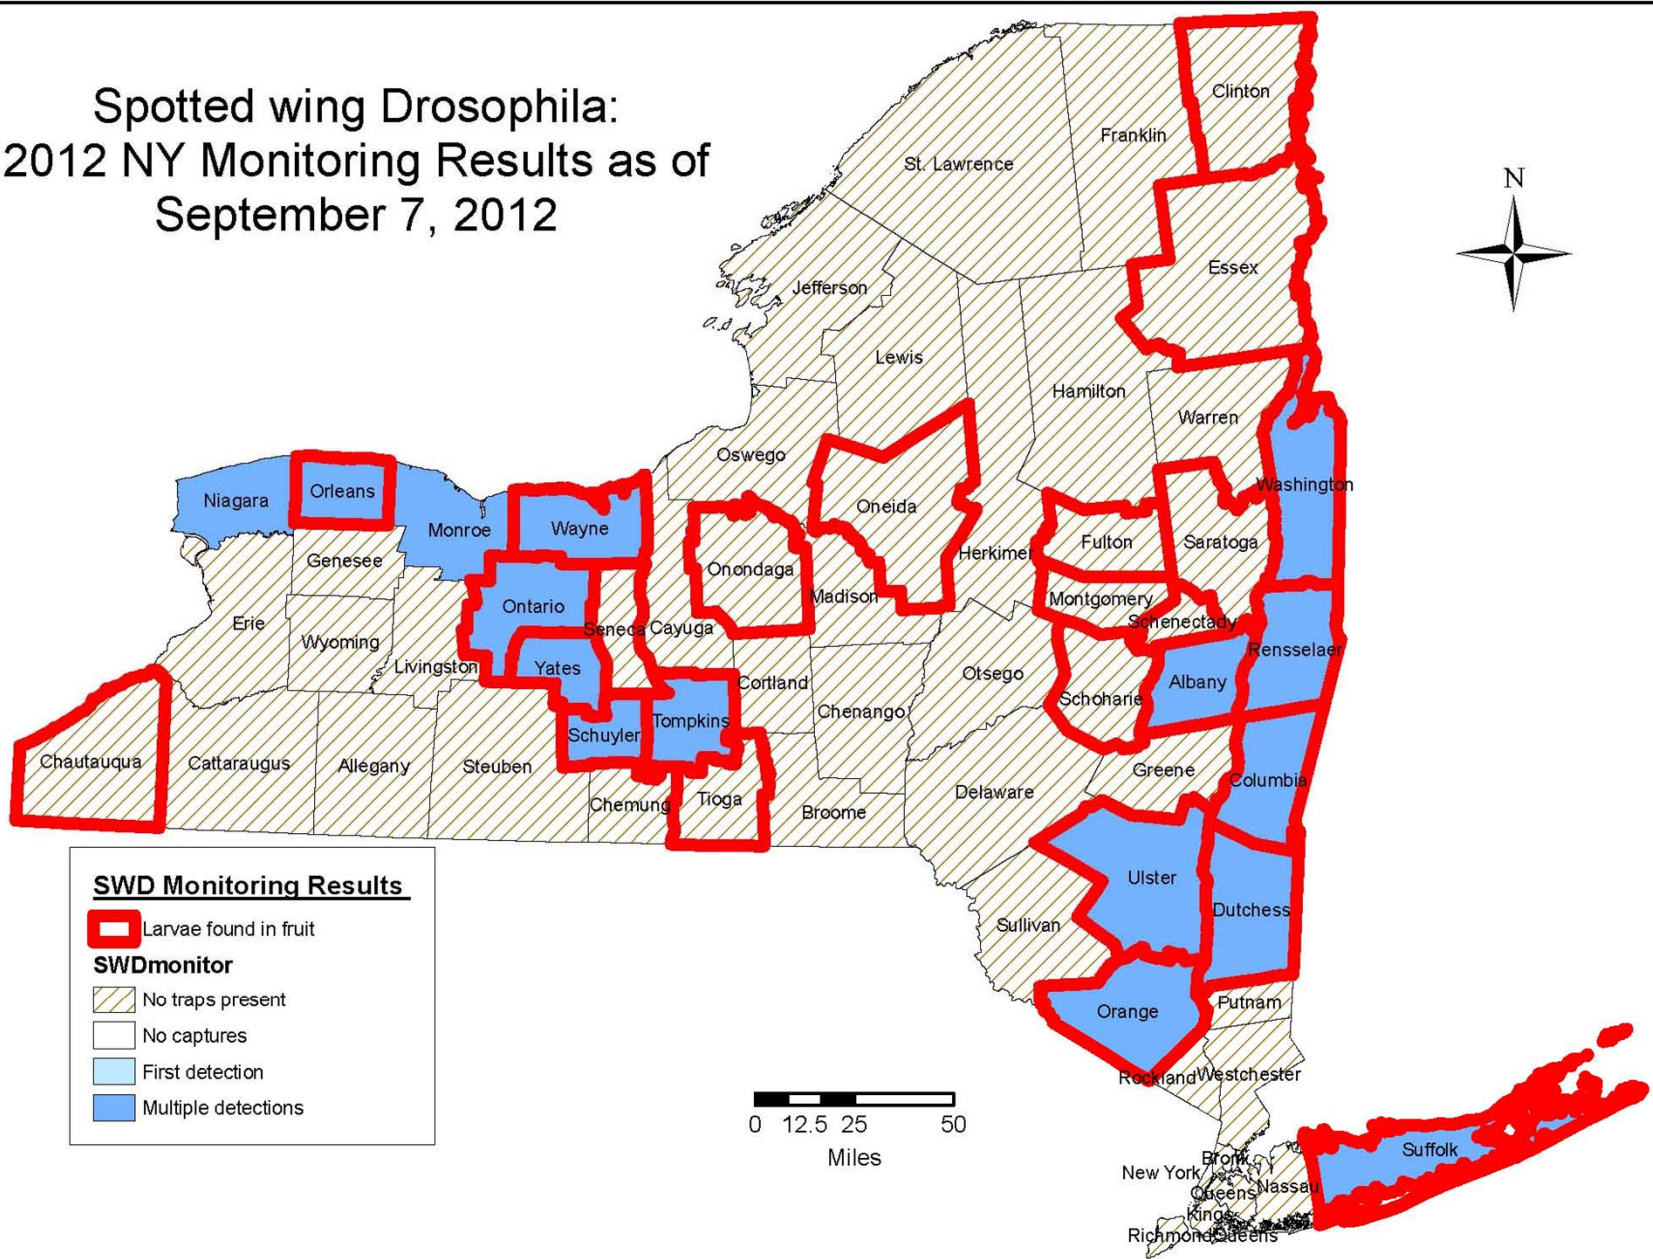 Spotted wing Drosophila:
2012 NY Monitoring Results as of
September 7, 2012
N
Clinton
Franklin
St. Lawrence
Essex
Jefferson
Lewis
Hamilton
Warren
Oswego
Washington
Niagara
Orleans
Monroe
Wayne
Oneida
Herkimer
Fulton
Saratoga
Genesee
Onondaga
Madison
Montgomery
Ontario
Erie
Wyoming
Seneca
Cayuga
Schenectady
Rensselaer
Livingston
Yates
Cortland
Otsego
Albany
Schoharie
Chenango
Tompkins
Schuyler
Chautauqua
Cattaraugus
Allegany
Steuben
Greene
Columbia
Chemung
Tioga
Broome
Delaware
Ulster
Dutchess
Sullivan
Orange
Putnam
Rockland
Westchester
Suffolk
New York
Bronx
Queens
Nassau
Kings
Richmond
Queens
SWD Monitoring Results
Larvae found in fruit
SWDmonitor
No traps present
No captures
First detection
Multiple detections
0 12.5 25 50
Miles